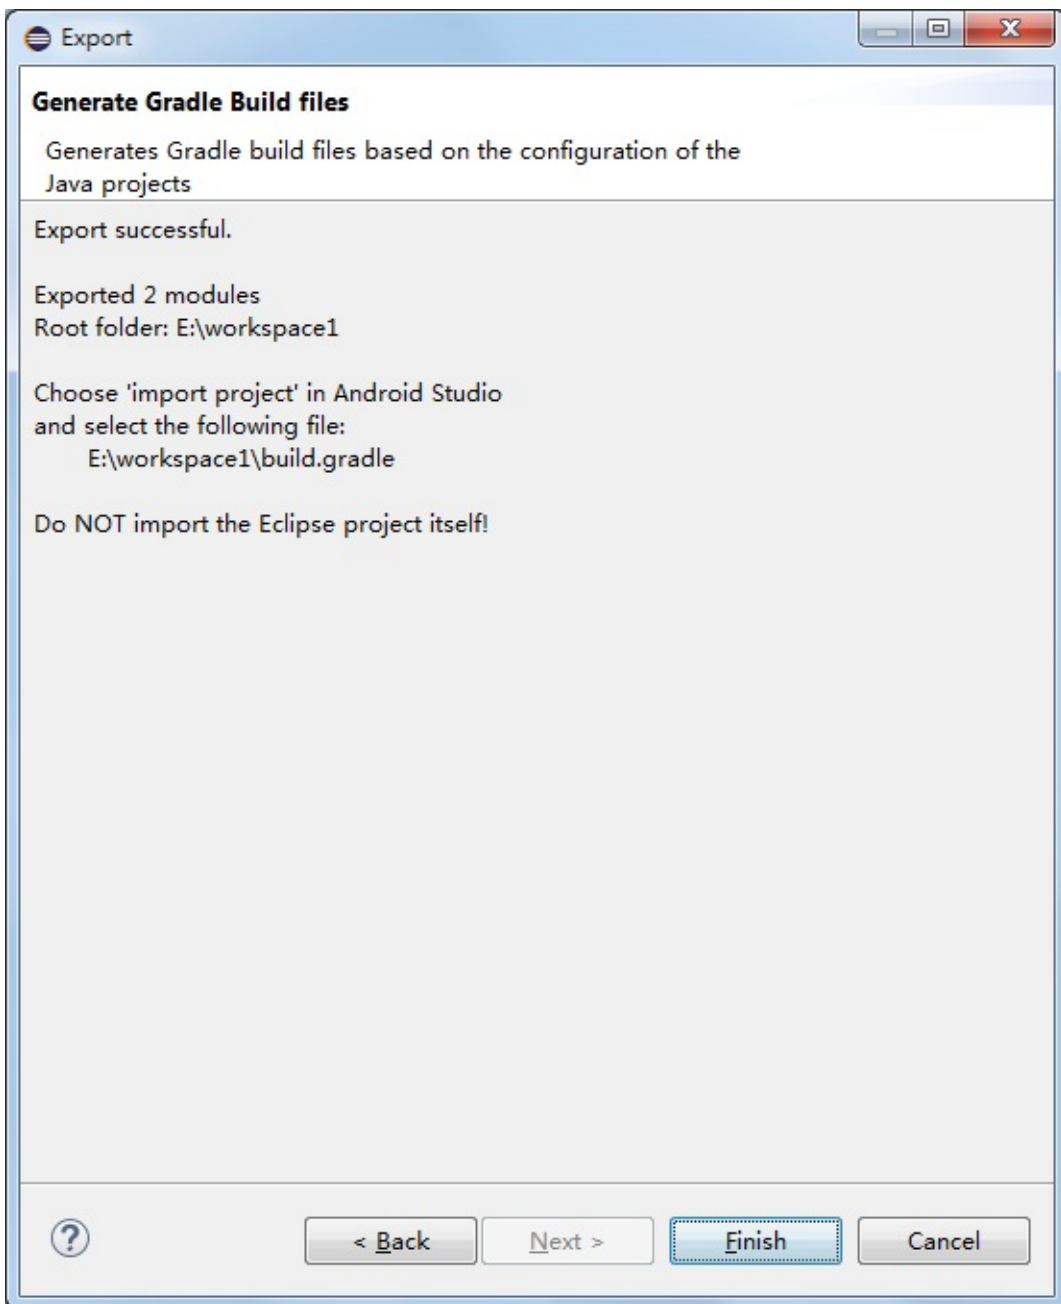 Export
Generate Gradle Build files
Generates Gradle build files based on the configuration of the
Java projects
Export successful.
Exported 2 modules
Root folder: E:\workspace1
Choose 'import project' in Android Studio
and select the following file:
E:\workspace1\build.gradle
Do NOT import the Eclipse project itself!
? < Back Next > Finish Cancel